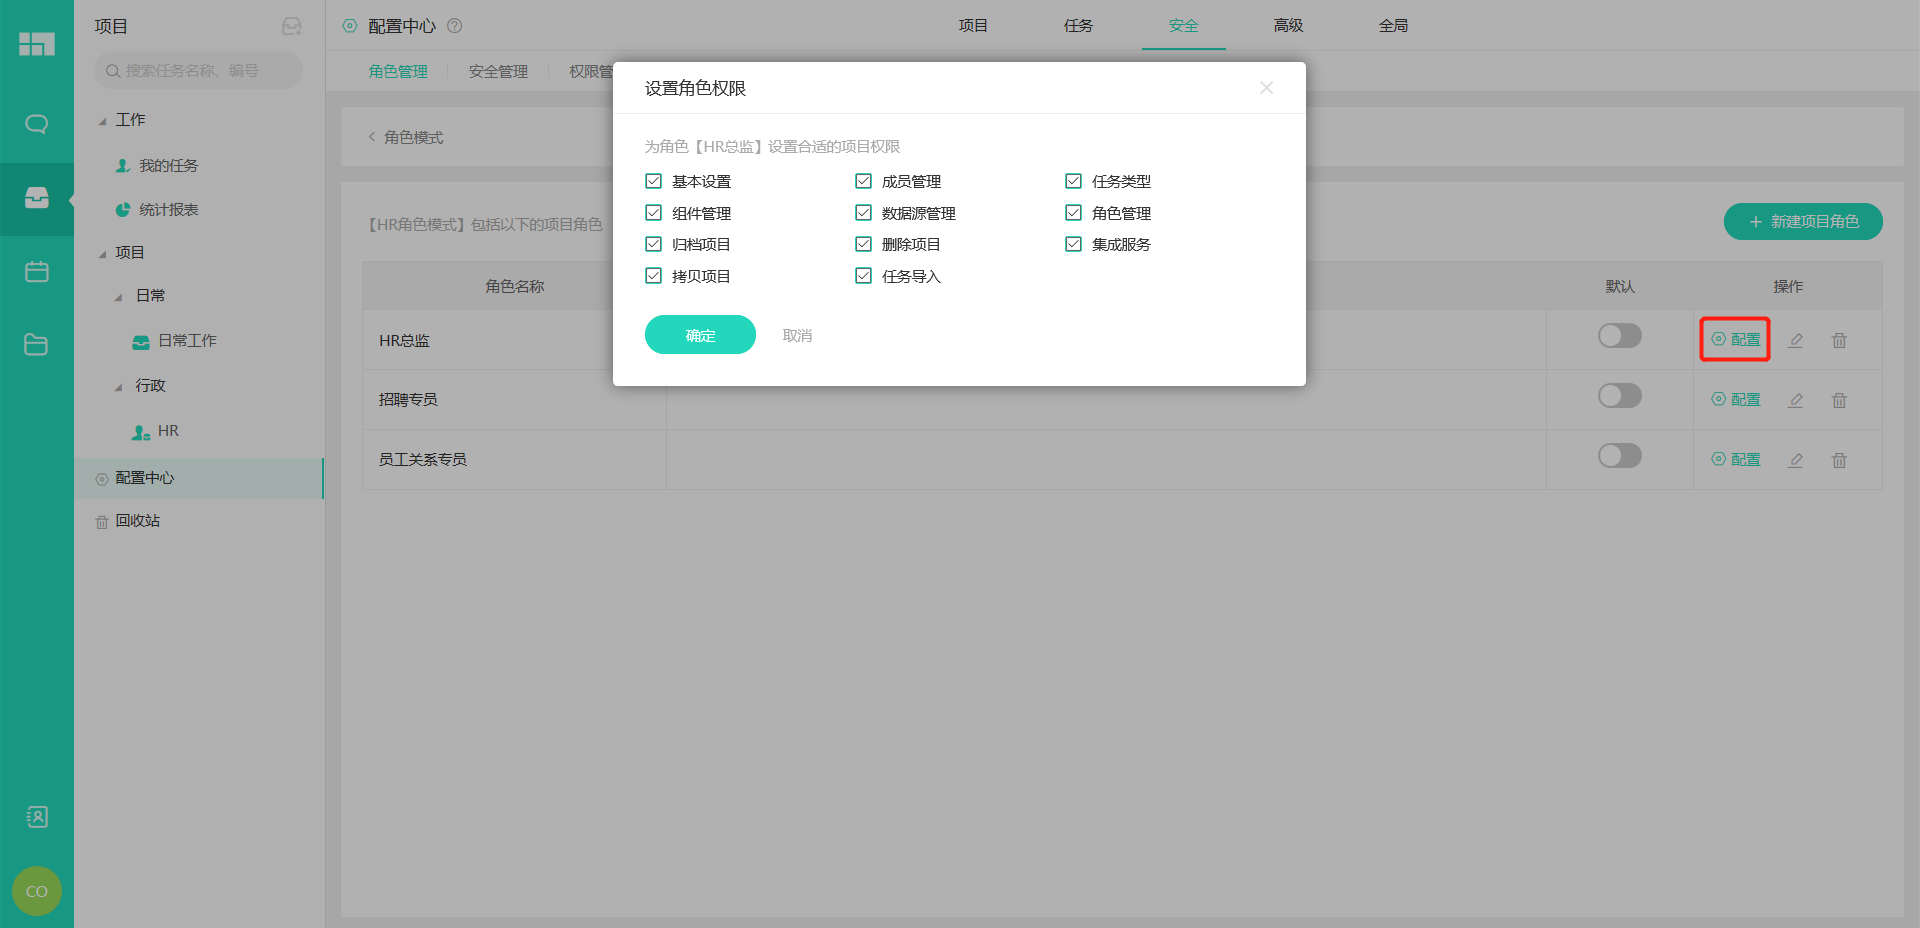 项目
搜索任务名称、编号
工作
我的任务
统计报表
项目
日常
日常工作
行政
HR
配置中心
回收站
CO
配置中心
项目
任务
安全
高级
全局
角色管理
安全管理
权限管
角色模式
【HR角色模式】包括以下的项目角色
新建项目角色
角色名称
默认
操作
HR总监
配置
招聘专员
配置
员工关系专员
配置
设置角色权限
为角色【HR总监】设置合适的项目权限
基本设置 成员管理 任务类型
组件管理 数据源管理 角色管理
归档项目 删除项目 集成服务
拷贝项目 任务导入
确定 取消